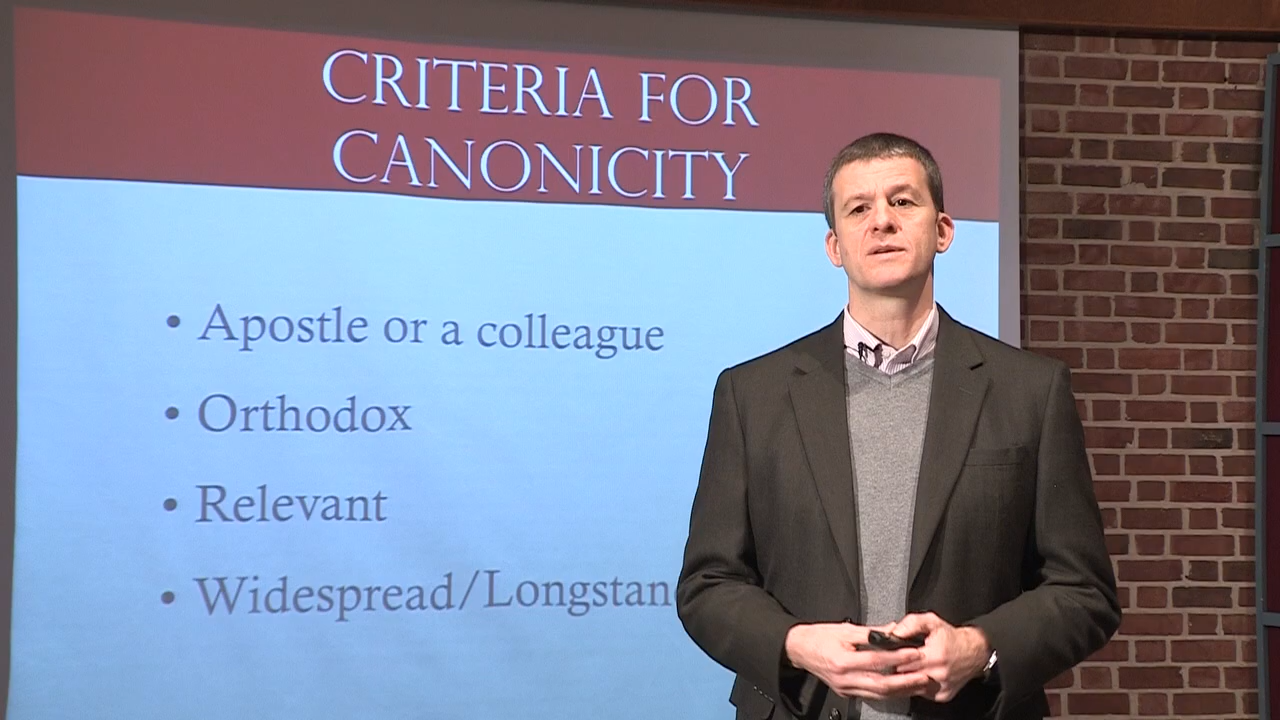 CRITERIA FOR
CANONICITY
• Apostle or a colleague
• Orthodox
• Relevant
• Widespread/